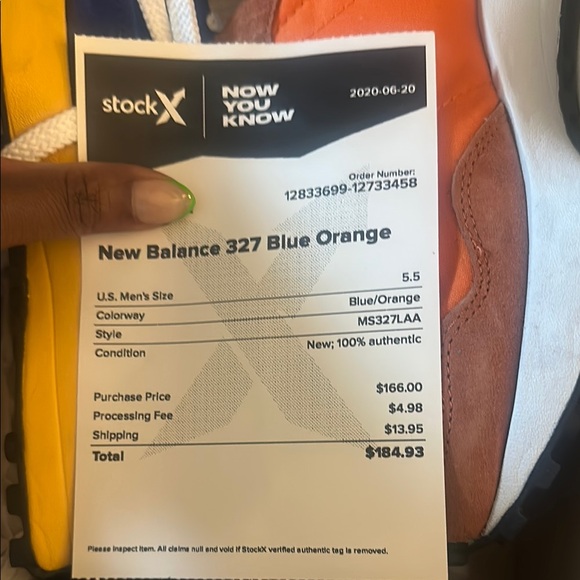 stockX
NOW
YOU
KNOW
2020-06-20
Order Number:
12833699-12733458
New Balance 327 Blue Orange
U.S. Men's Size 5.5
Colorway Blue/Orange
Style MS327LAA
Condition New; 100% authentic
Purchase Price $166.00
Processing Fee $4.98
Shipping $13.95
Total $184.93
Please inspect item. All claims null and void if StockX verified authentic tag is removed.